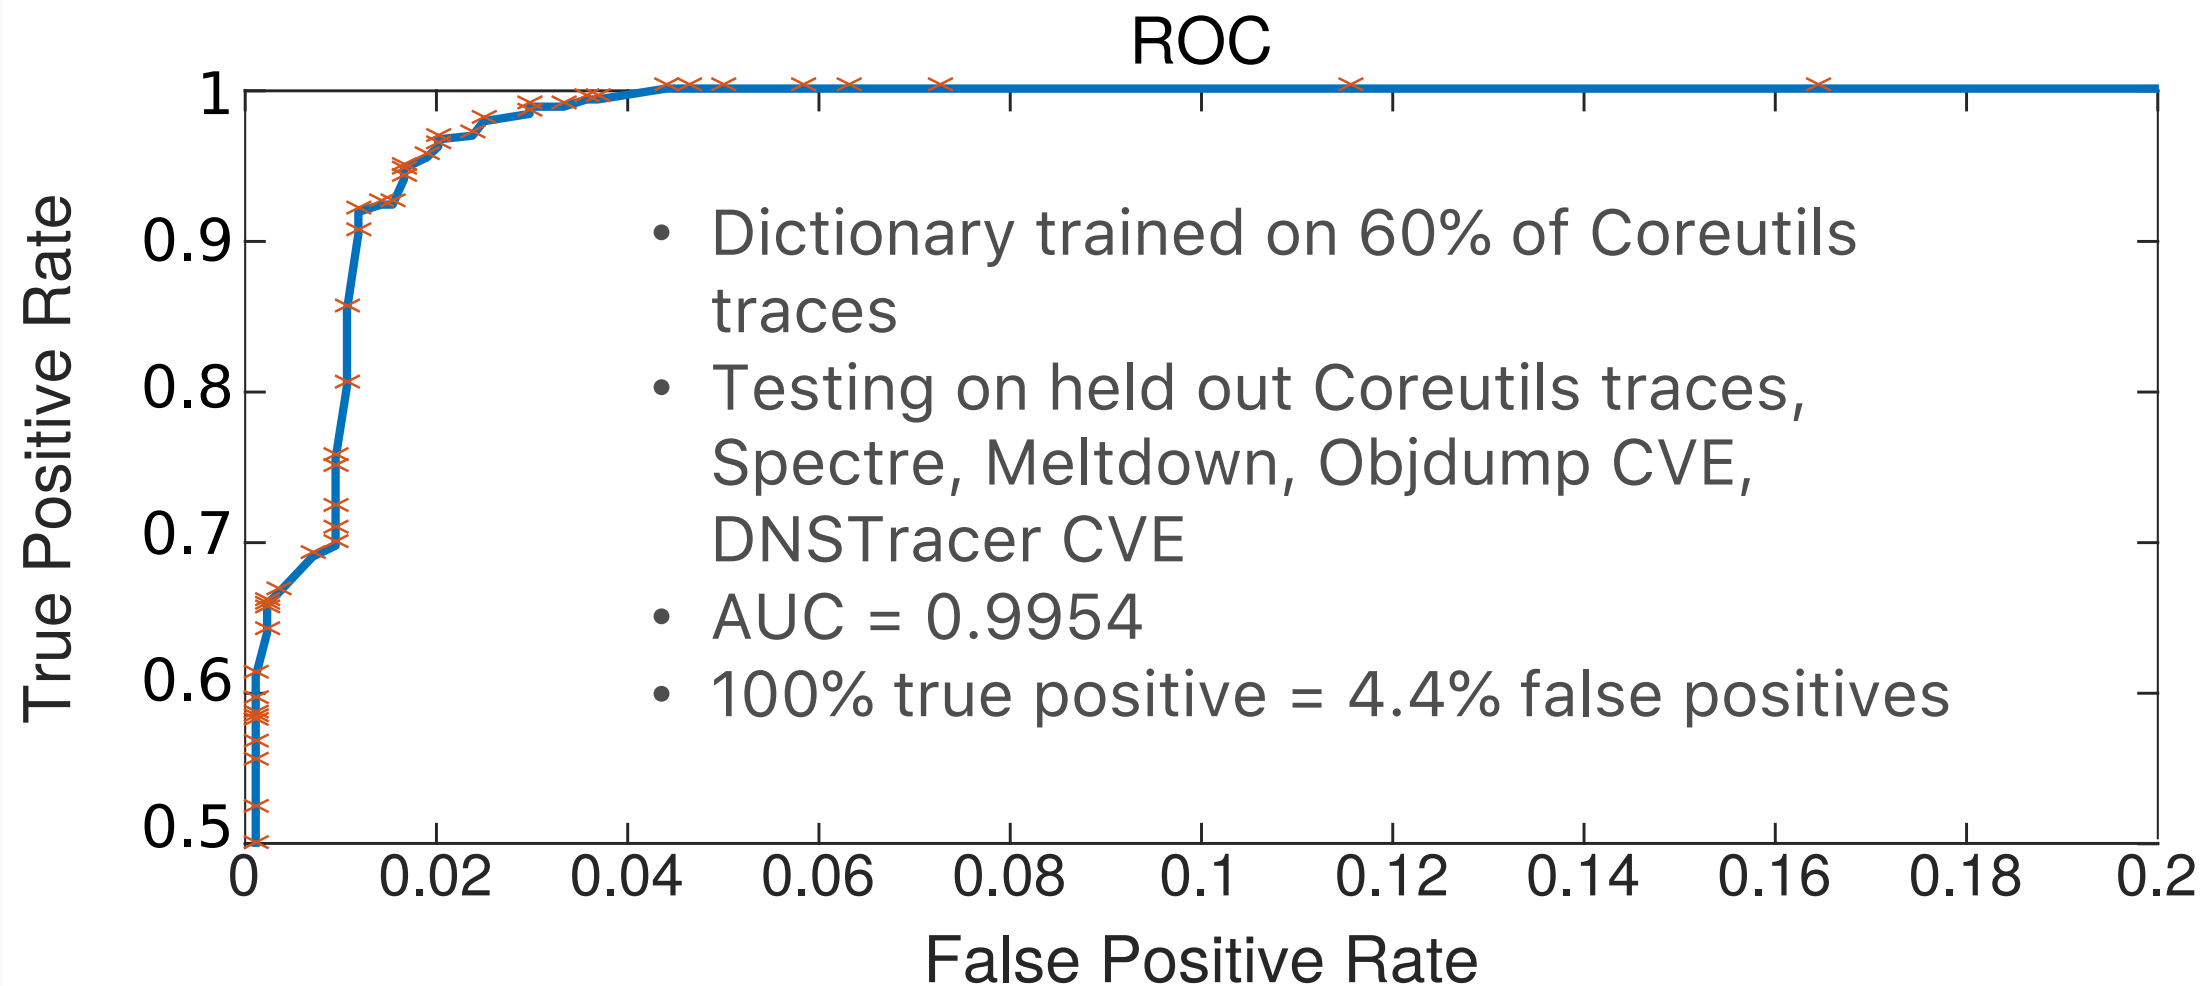 ROC
True Positive Rate
1
0.9
0.8
0.7
0.6
0.5
• Dictionary trained on 60% of Coreutils
traces
• Testing on held out Coreutils traces,
Spectre, Meltdown, Objdump CVE,
DNSTracer CVE
• AUC = 0.9954
• 100% true positive = 4.4% false positives
0 0.02 0.04 0.06 0.08 0.1 0.12 0.14 0.16 0.18 0.2
False Positive Rate